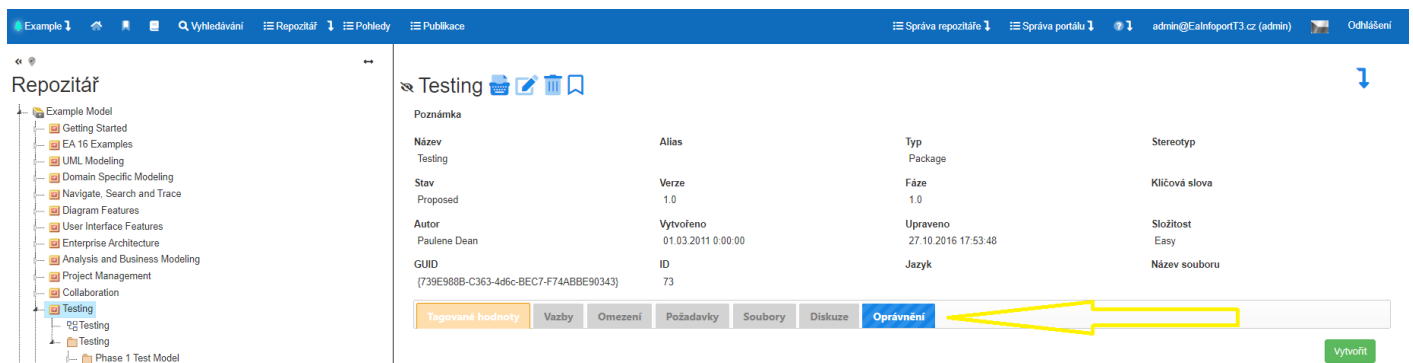 Example Vyhledávání Repozitář Pohledy Publikace Správa repozitáře Správa portálu admin@EaInfoportT3.cz (admin) Odhlášení
Repozitář
Example Model
Getting Started
EA 16 Examples
UML Modeling
Domain Specific Modeling
Navigate, Search and Trace
Diagram Features
User Interface Features
Enterprise Architecture
Analysis and Business Modeling
Project Management
Collaboration
Testing
Testing
Testing
Phase 1 Test Model
Testing
Poznámka
Název Alias Typ Stereotyp
Testing Package
Stav Verze Fáze Klíčová slova
Proposed 1.0 1.0
Autor Vytvořeno Upraveno Složitost
Paulene Dean 01.03.2011 0:00:00 27.10.2016 17:53:48 Easy
GUID ID Jazyk Název souboru
{739E988B-C363-4d6c-BEC7-F74ABBE90343} 73
Tagované hodnoty Vazby Omezení Požadavky Soubory Diskuze Oprávnění
Vytvořit